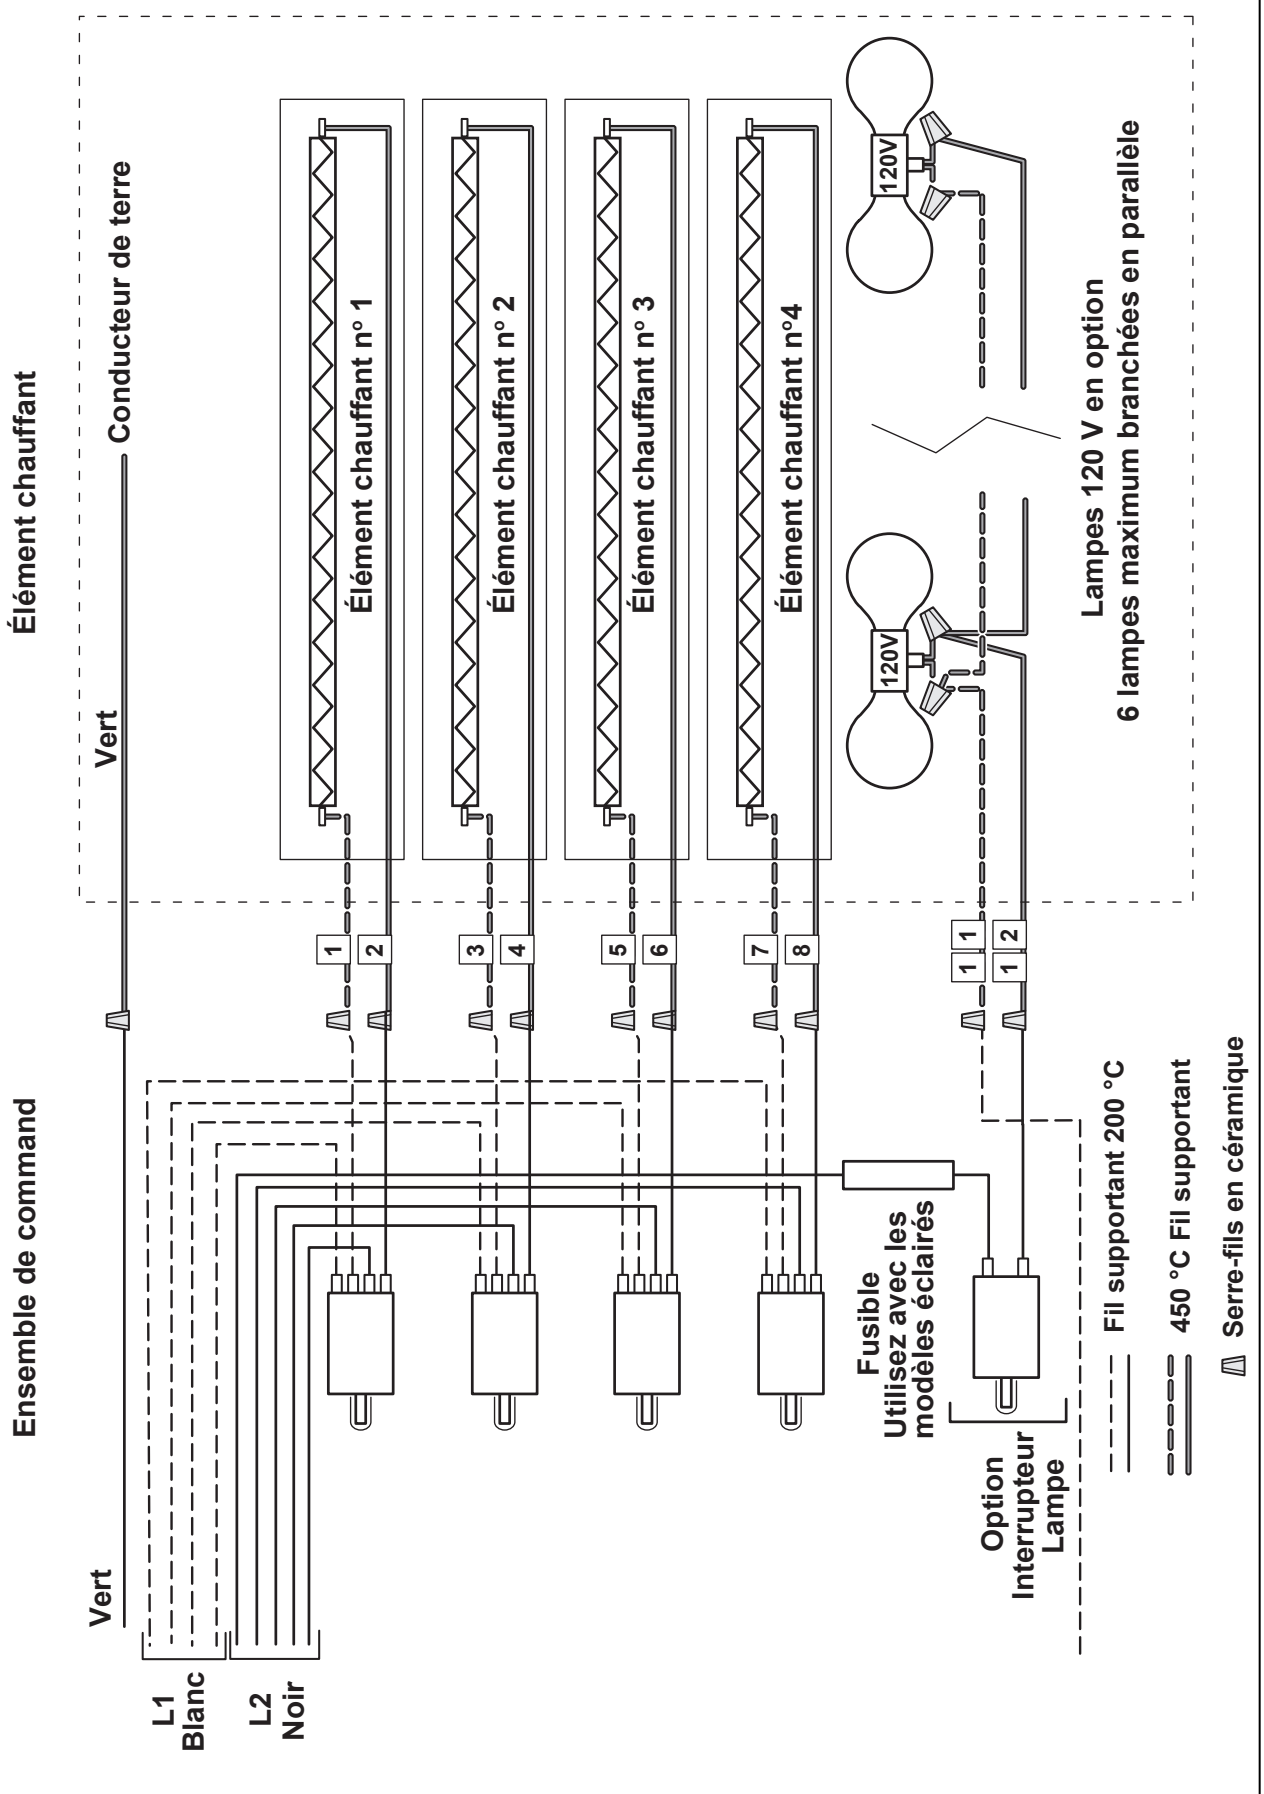 Ensemble de command
Élément chauffant
Vert
Vert
Conducteur de terre
L1
Blanc
L2
Noir
1
2
Élément chauffant n° 1
3
4
Élément chauffant n° 2
5
6
Élément chauffant n° 3
7
8
Élément chauffant n°4
Fusible
Utilisez avec les
modèles éclairés
120V
120V
1 1
1 2
Option
Interrupteur
Lampe
Lampes 120 V en option
6 lampes maximum branchées en parallèle
Fil supportant 200 °C
450 °C Fil supportant
Serre-fils en céramique